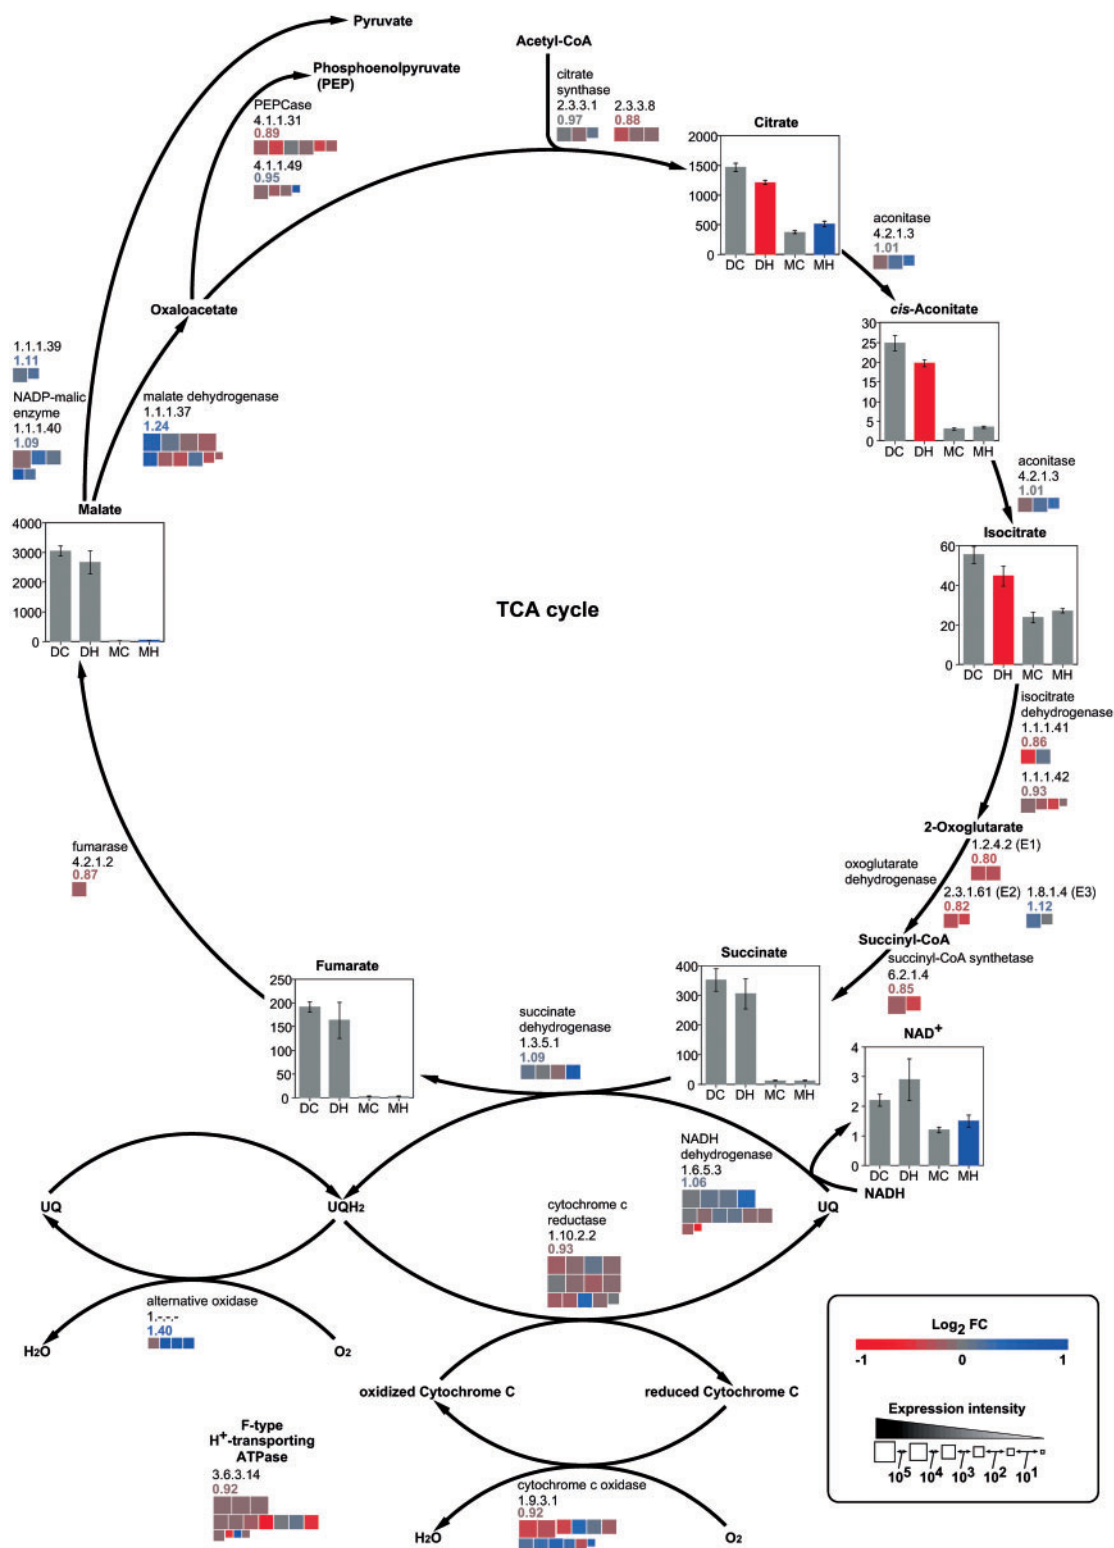 Pyruvate
Acetyl-CoA
Phosphoenolpyruvate
(PEP)
citrate
synthase
2.3.3.1 2.3.3.8
0.97 0.88
PEPCase
4.1.1.31
0.89
4.1.1.49
0.95
Citrate
2000
1500
1000
500
0
DC DH MC MH
aconitase
4.2.1.3
1.01
Oxaloacetate
cis-Aconitate
30
25
20
15
10
5
0
DC DH MC MH
1.1.1.39
1.11
NADP-malic
enzyme
1.1.1.40
1.09
malate dehydrogenase
1.1.1.37
1.24
aconitase
4.2.1.3
1.01
Malate
4000
3000
2000
1000
0
DC DH MC MH
Isocitrate
60
40
20
0
DC DH MC MH
TCA cycle
isocitrate
dehydrogenase
1.1.1.41
0.86
1.1.1.42
0.93
2-Oxoglutarate
1.2.4.2 (E1)
0.80
oxoglutarate
dehydrogenase
2.3.1.61 (E2) 1.8.1.4 (E3)
0.82 1.12
fumarase
4.2.1.2
0.87
Succinyl-CoA
succinyl-CoA synthetase
6.2.1.4
0.85
Fumarate
250
200
150
100
50
0
DC DH MC MH
succinate
dehydrogenase
1.3.5.1
1.09
Succinate
400
300
200
100
0
DC DH MC MH
NAD+
4
3
2
1
0
DC DH MC MH
NADH
NADH
dehydrogenase
1.6.5.3
1.06
UQ UQH2 UQ
cytochrome c
reductase
1.10.2.2
0.93
alternative oxidase
1.-.-.-
1.40
H2O O2
oxidized Cytochrome C reduced Cytochrome C
F-type
H+-transporting
ATPase
3.6.3.14
0.92
cytochrome c oxidase
1.9.3.1
0.92
H2O O2
Log2 FC
-1 0 1
Expression intensity
10^5 10^4 10^3 10^2 10^1